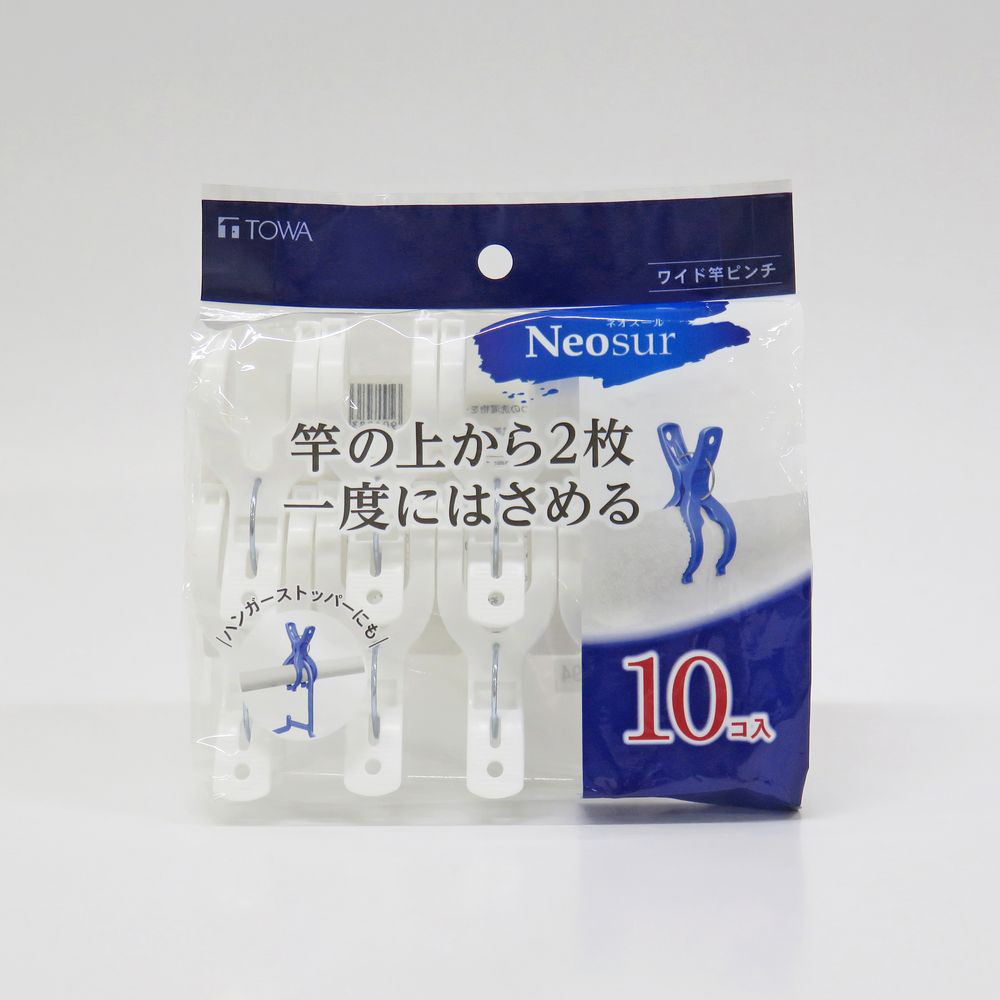 TOWA
ワイド竿ピンチ
ネオスール
Neosur
竿の上から2枚
一度にはさめる
ハンガーストッパーにも
10コ入